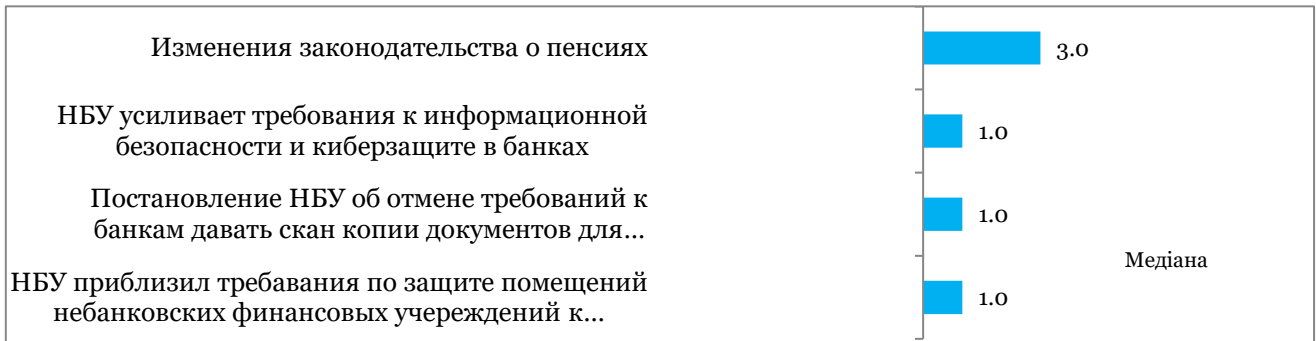 Изменения законодательства о пенсиях
3.0
НБУ усиливает требования к информационной
безопасности и киберзащите в банках
1.0
Постановление НБУ об отмене требований к
банкам давать скан копии документов для...
1.0
Медіана
НБУ приблизил требавания по защите помещений
небанковских финансовых учереждений к...
1.0